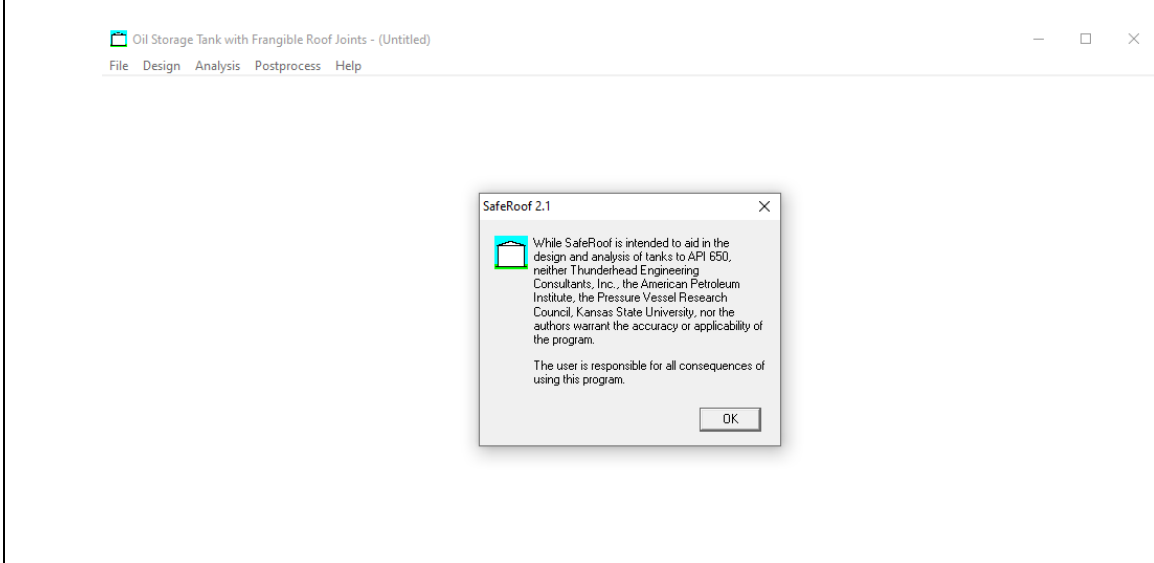 Oil Storage Tank with Frangible Roof Joints - (Untitled)
File Design Analysis Postprocess Help
SafeRoof 2.1
While SafeRoof is intended to aid in the
design and analysis of tanks to API 650,
neither Thunderhead Engineering
Consultants, Inc., the American Petroleum
Institute, the Pressure Vessel Research
Council, Kansas State University, nor the
authors warrant the accuracy or applicability of
the program.
The user is responsible for all consequences of
using this program.
OK